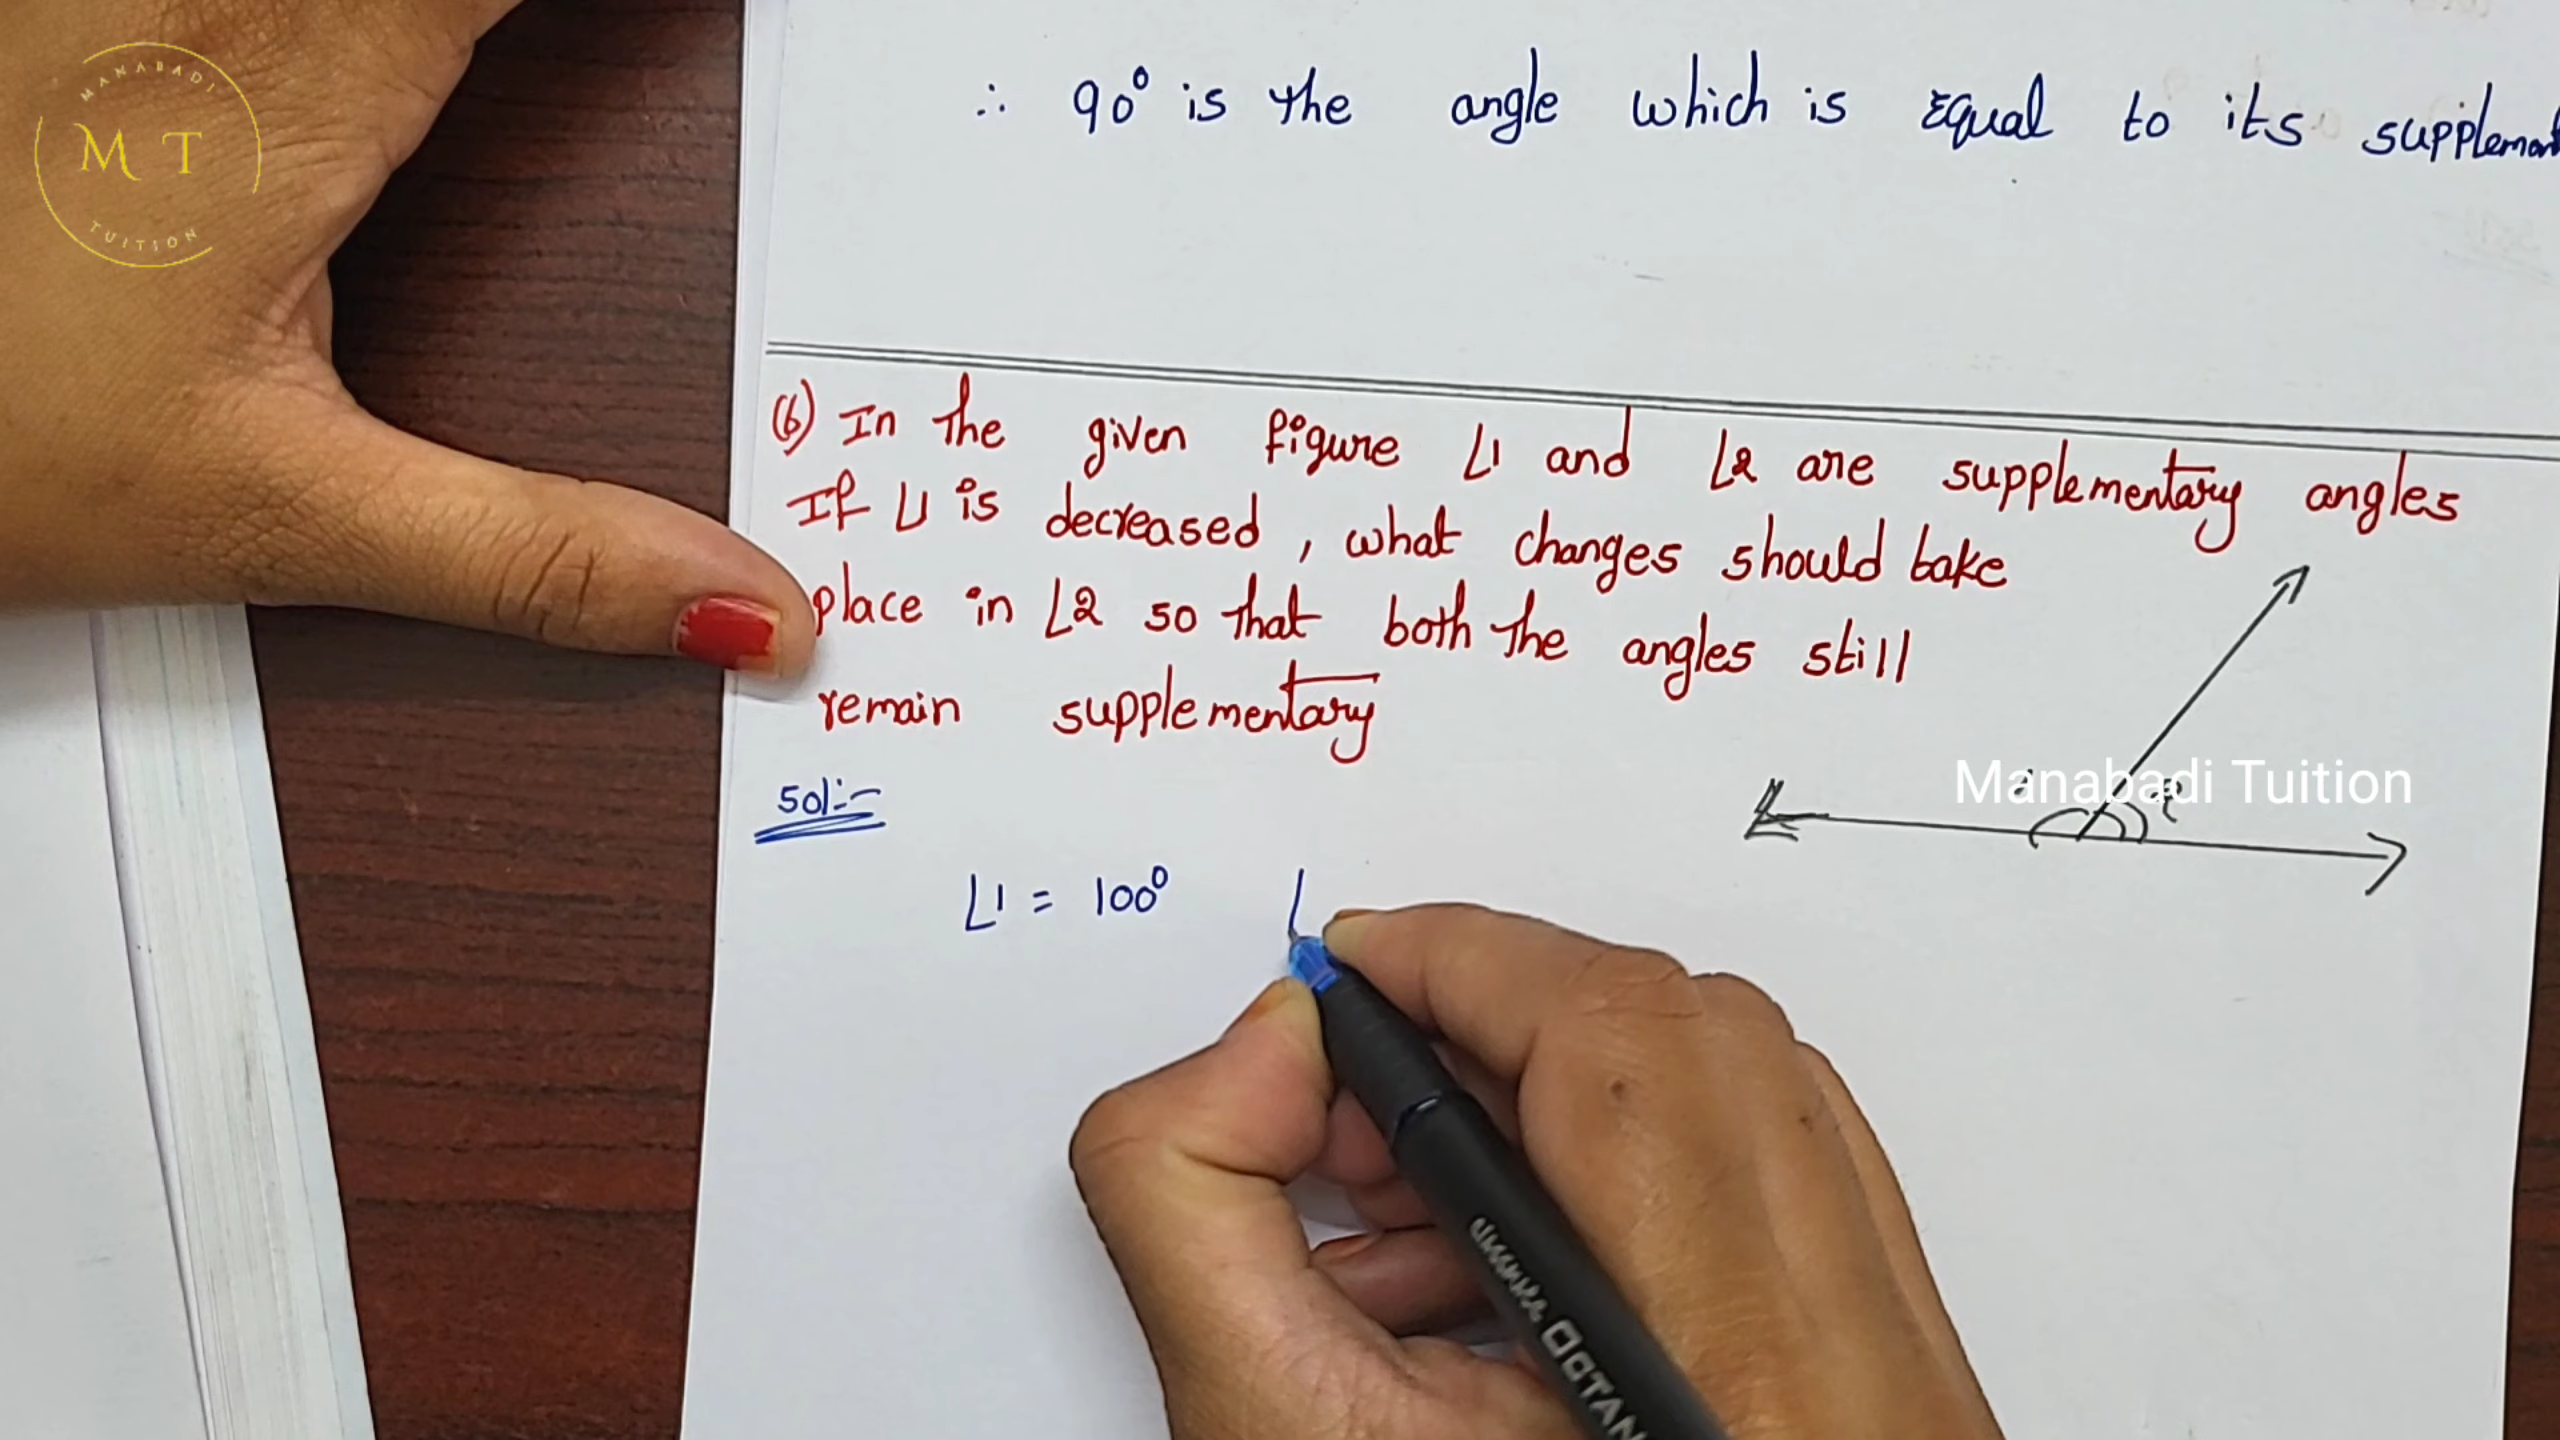 MANABADI
MT
TUITION
∴ 90° is the angle which is Equal to its supplement
(6) In the given figure ∠1 and ∠2 are supplementary angles
If ∠1 is decreased, what changes should take
place in ∠2 so that both the angles still
remain supplementary
Manabadi Tuition
Sol:-
∠1 = 100°